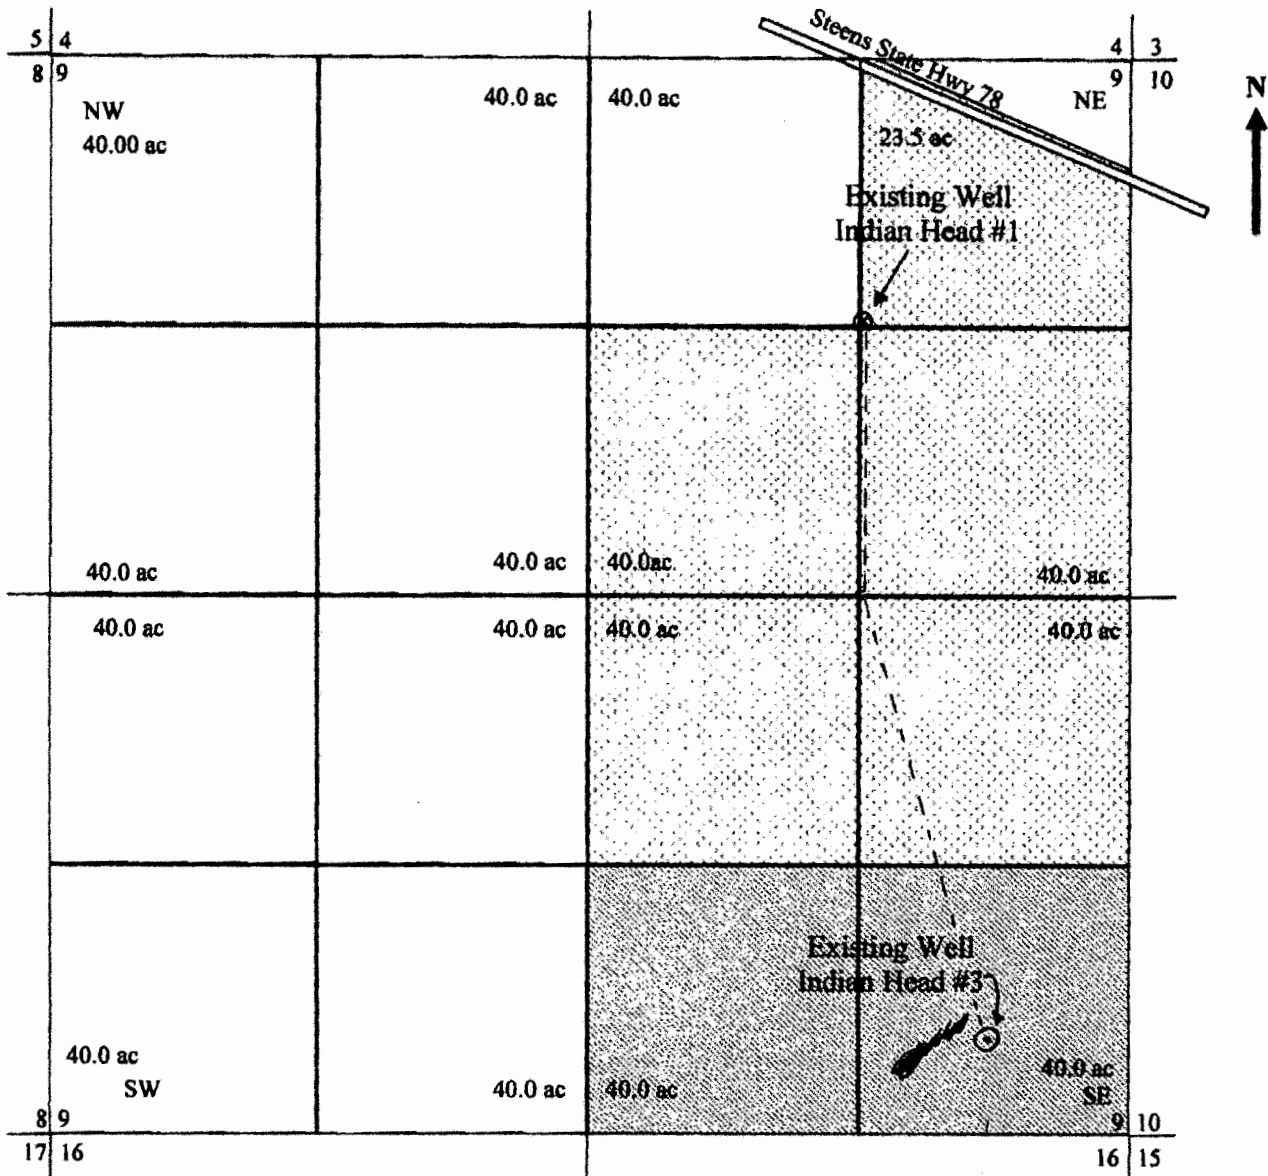 5 4
4 3
Steens State Hwy 78
8 9
9 10
N
NW
40.00 ac
40.0 ac
40.0 ac
NE
23.5 ac
Existing Well
Indian Head #1
40.0 ac
40.0 ac
40.0ac
40.0 ac
40.0 ac
40.0 ac
40.0 ac
40.0 ac
Existing Well
Indian Head #3
40.0 ac
SW
40.0 ac
40.0 ac
40.0 ac
SE
8 9
9 10
17 16
16 15